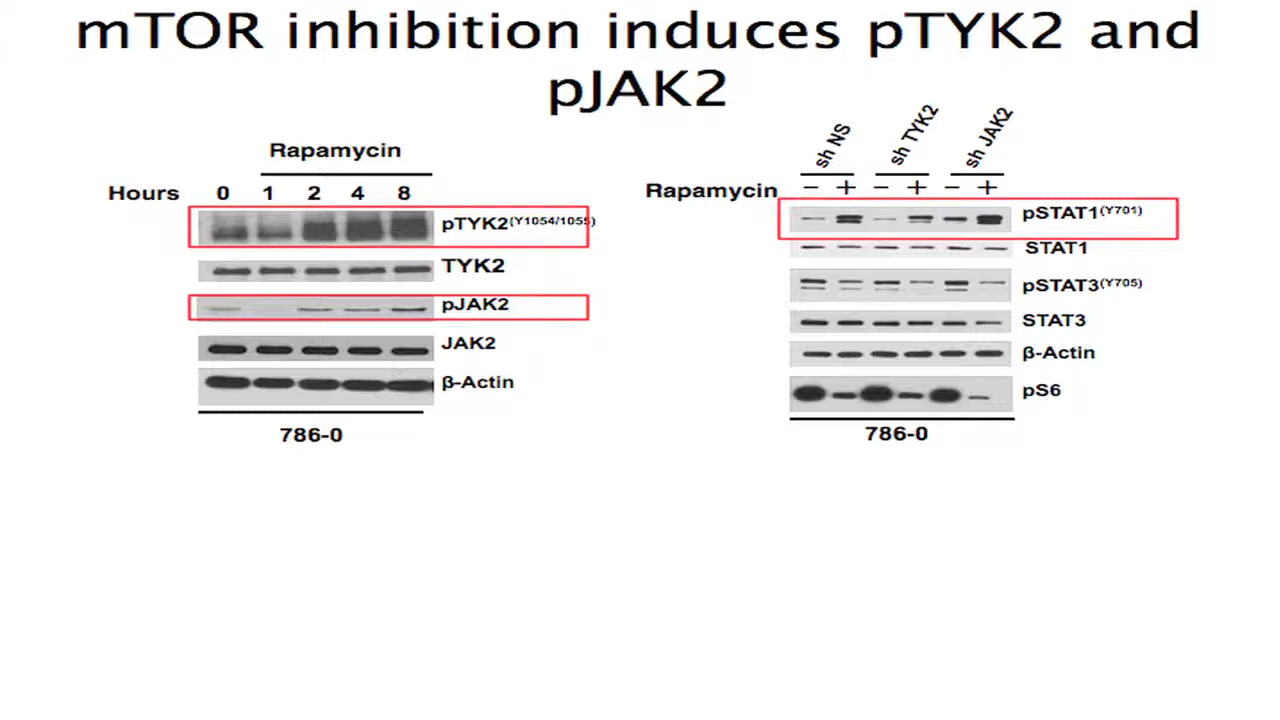 mTOR inhibition induces pTYK2 and
pJAK2
Rapamycin
Hours 0 1 2 4 8
pTYK2(Y1054/1055)
TYK2
pJAK2
JAK2
β-Actin
786-0
sh NS sh TYK2 sh JAK2
Rapamycin − + − + − +
pSTAT1(Y701)
STAT1
pSTAT3(Y705)
STAT3
β-Actin
pS6
786-0